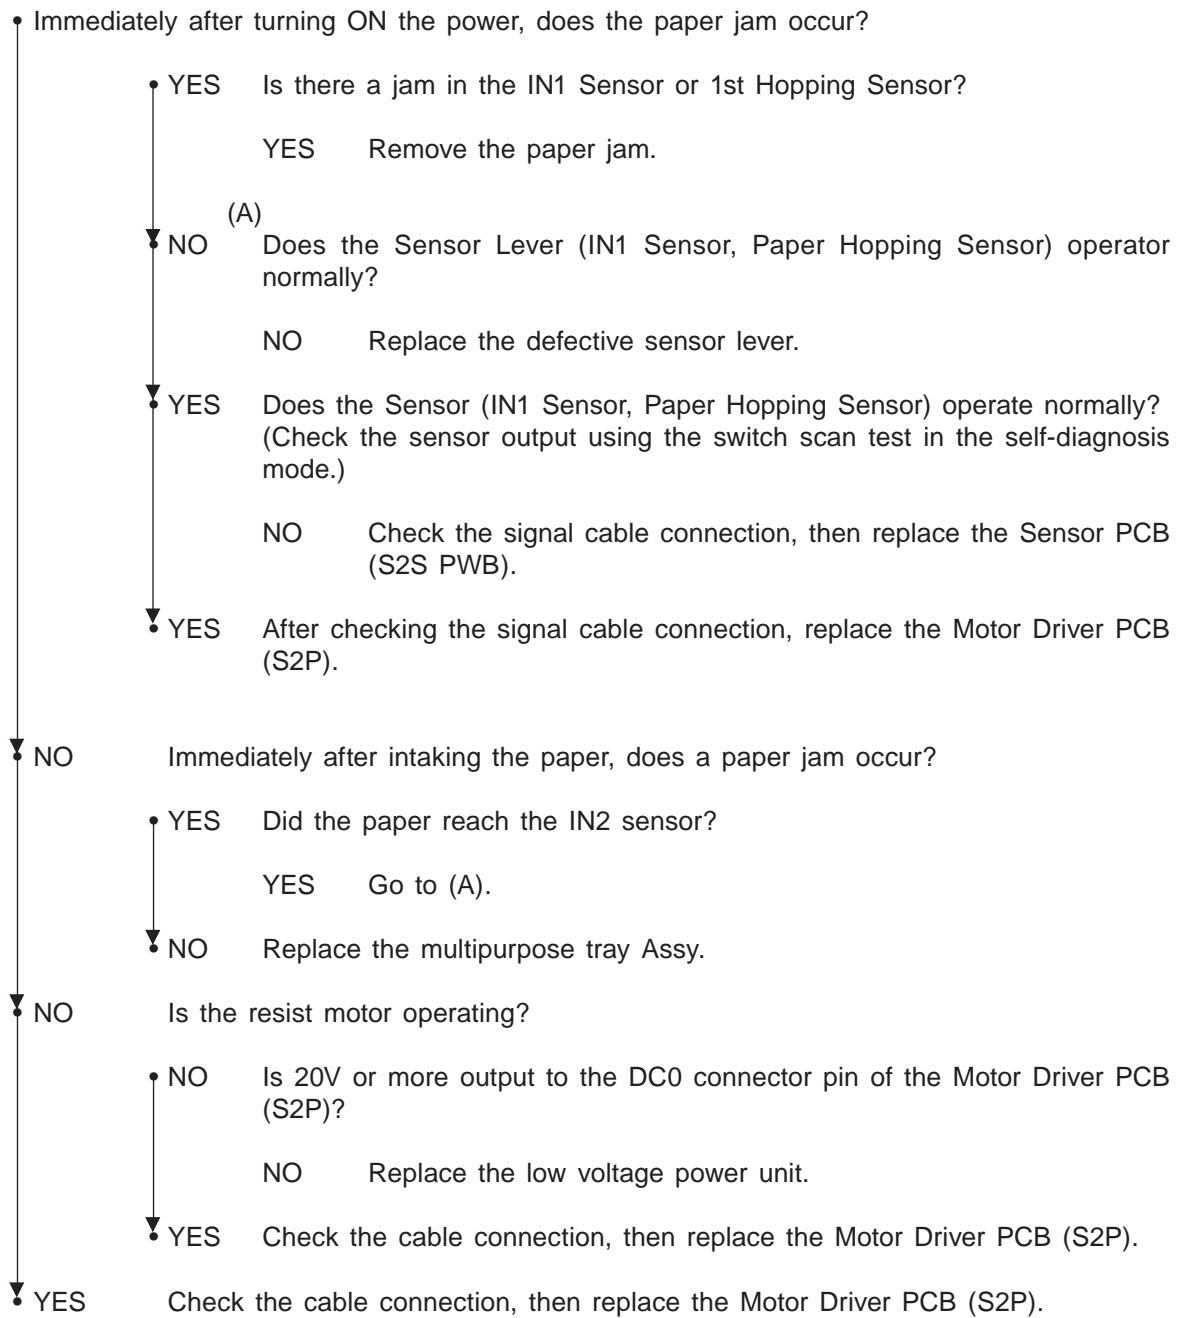 Immediately after turning ON the power, does the paper jam occur?
YES Is there a jam in the IN1 Sensor or 1st Hopping Sensor?
YES Remove the paper jam.
(A)
NO Does the Sensor Lever (IN1 Sensor, Paper Hopping Sensor) operator
normally?
NO Replace the defective sensor lever.
YES Does the Sensor (IN1 Sensor, Paper Hopping Sensor) operate normally?
(Check the sensor output using the switch scan test in the self-diagnosis
mode.)
NO Check the signal cable connection, then replace the Sensor PCB
(S2S PWB).
YES After checking the signal cable connection, replace the Motor Driver PCB
(S2P).
NO Immediately after intaking the paper, does a paper jam occur?
YES Did the paper reach the IN2 sensor?
YES Go to (A).
NO Replace the multipurpose tray Assy.
NO Is the resist motor operating?
NO Is 20V or more output to the DC0 connector pin of the Motor Driver PCB
(S2P)?
NO Replace the low voltage power unit.
YES Check the cable connection, then replace the Motor Driver PCB (S2P).
YES Check the cable connection, then replace the Motor Driver PCB (S2P).